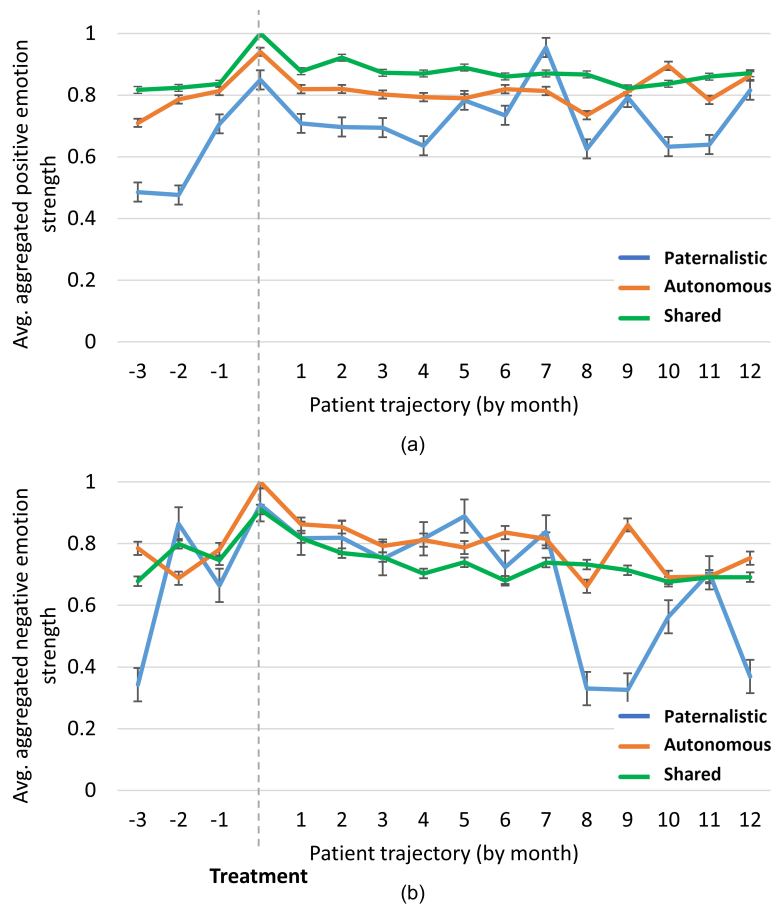 Avg. aggregated positive emotion
strength
1
0.8
0.6
0.4
0.2
0
Paternalistic
Autonomous
Shared
-3 -2 -1 1 2 3 4 5 6 7 8 9 10 11 12
Patient trajectory (by month)
(a)
Avg. aggregated negative emotion
strength
1
0.8
0.6
0.4
0.2
0
Paternalistic
Autonomous
Shared
-3 -2 -1 1 2 3 4 5 6 7 8 9 10 11 12
Patient trajectory (by month)
Treatment
(b)